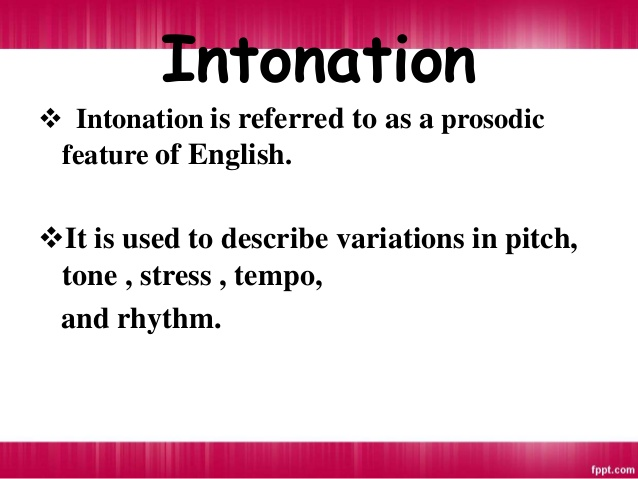 Intonation
❖ Intonation is referred to as a prosodic
feature of English.
❖It is used to describe variations in pitch,
tone , stress , tempo,
and rhythm.
fppt.com